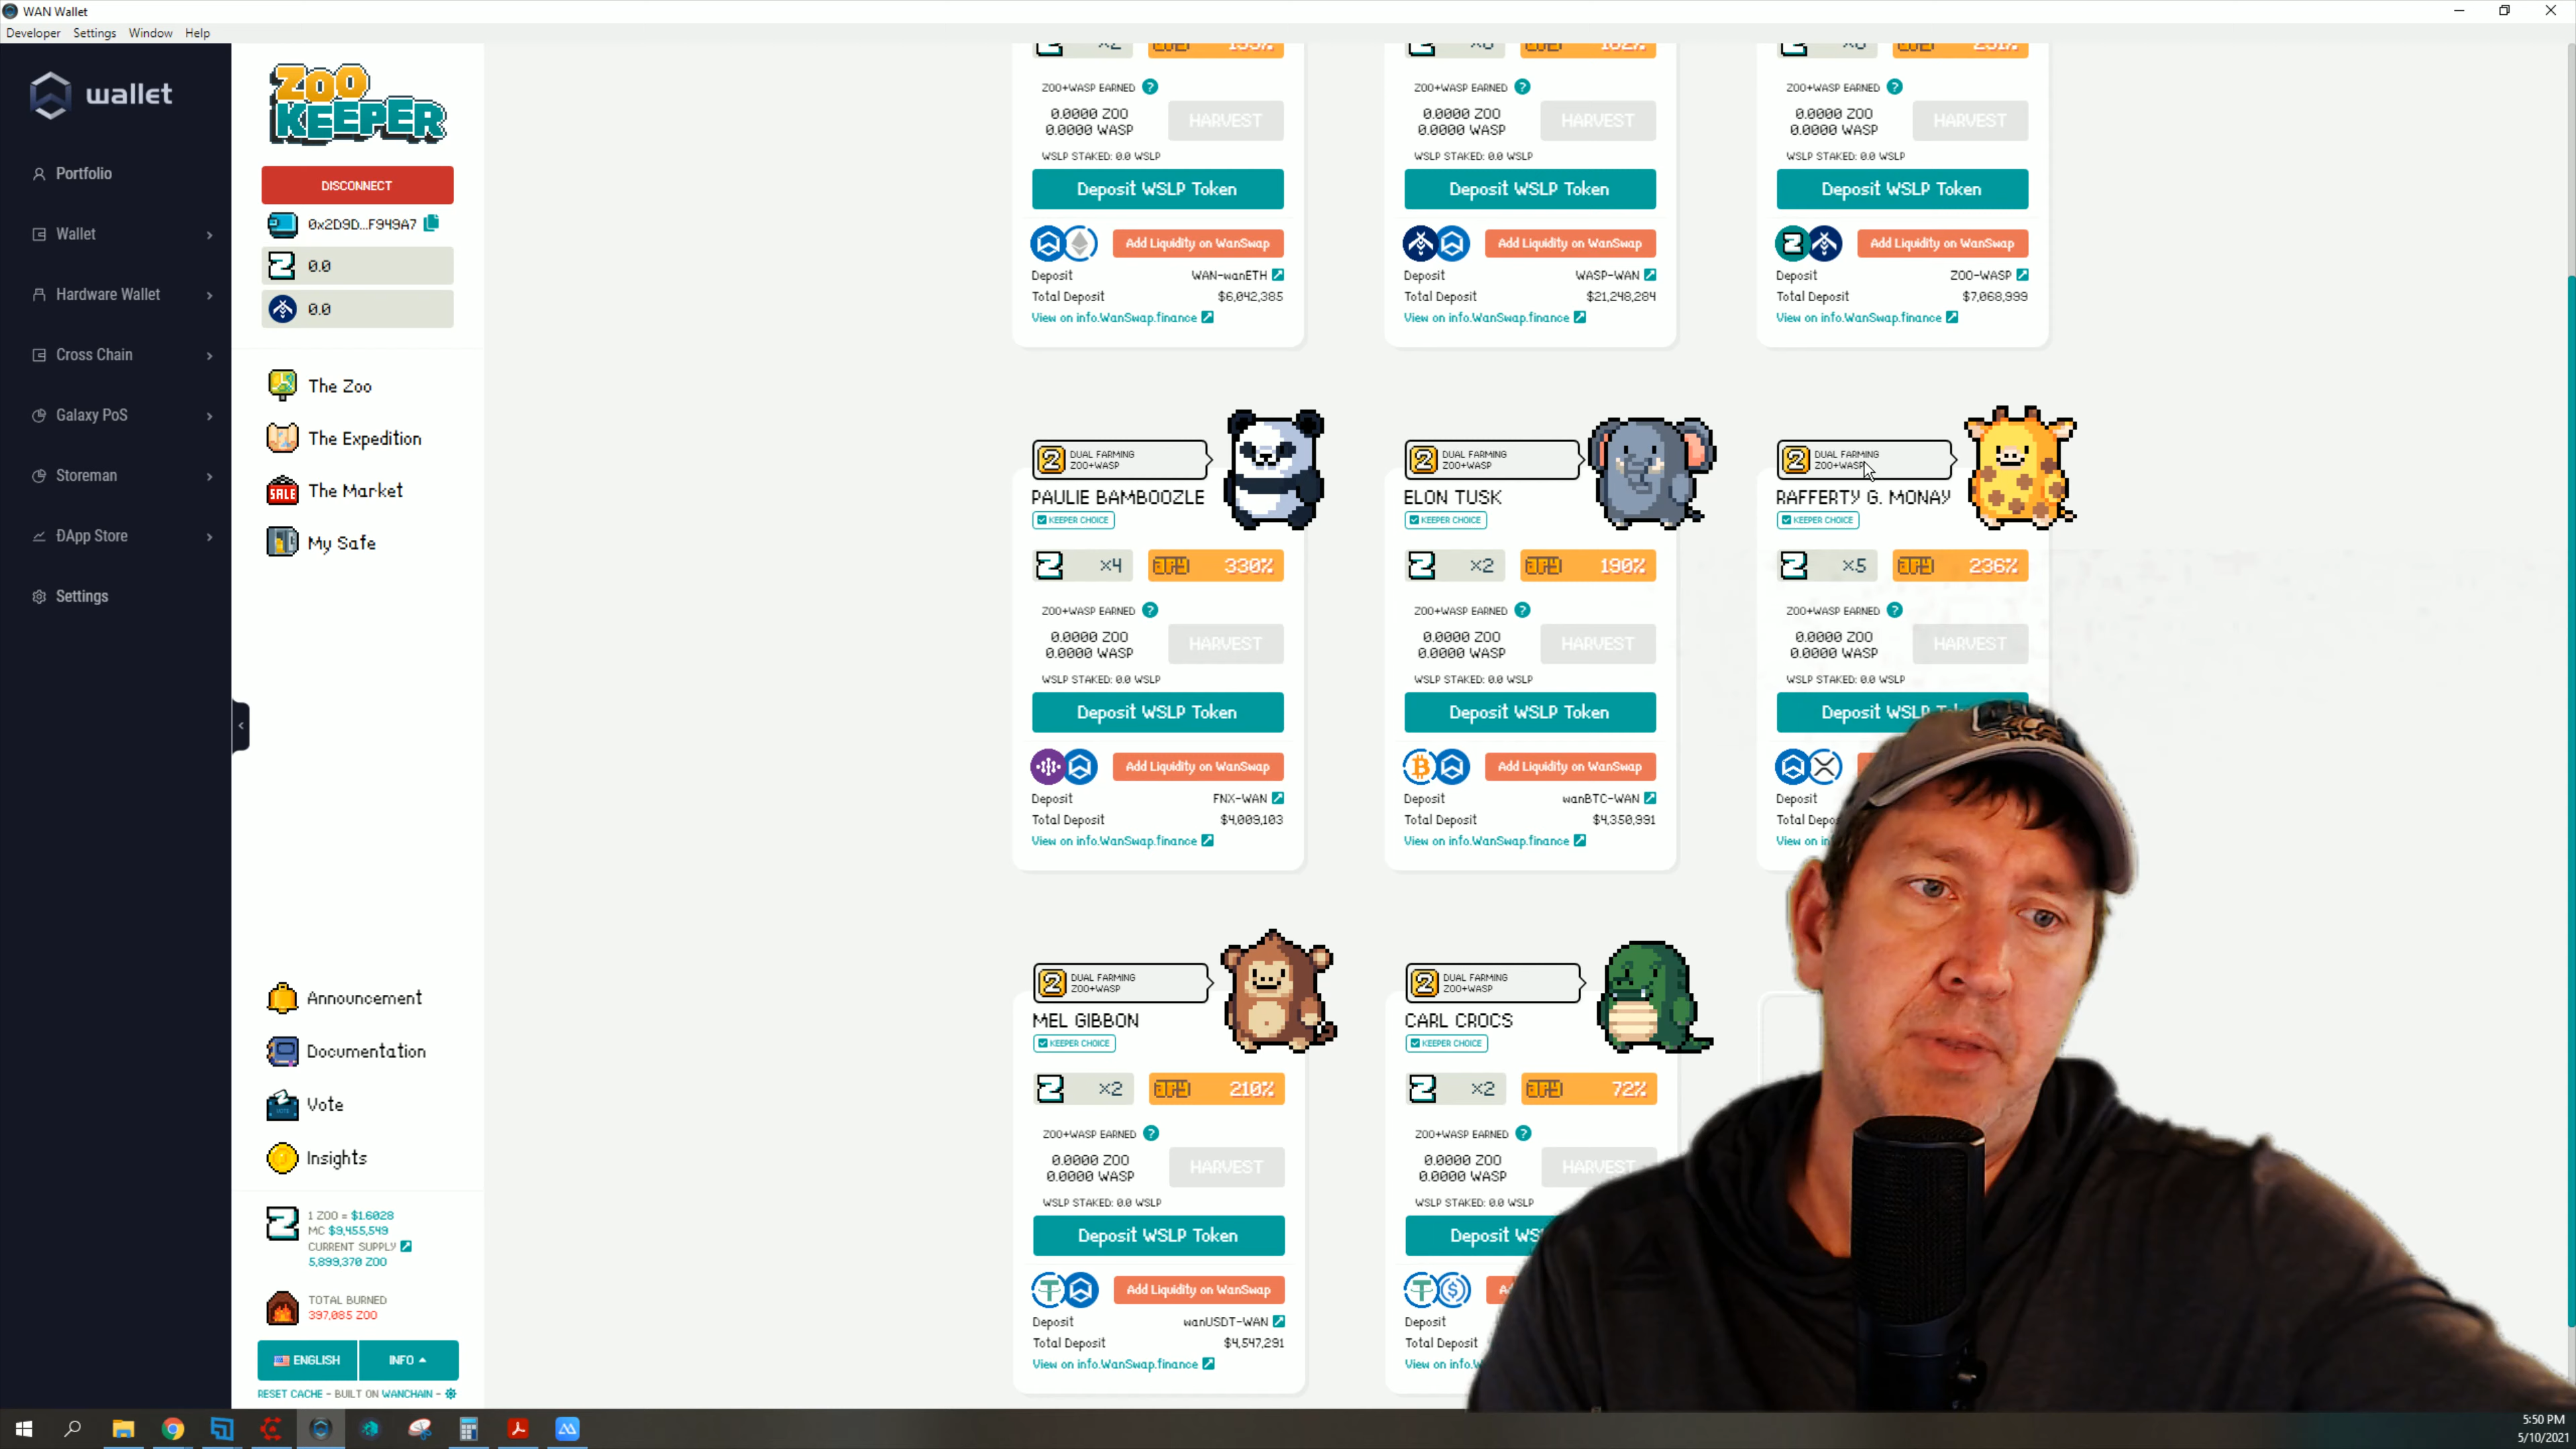 WAN Wallet
Developer Settings Window Help
wallet
Portfolio
Wallet
Hardware Wallet
Cross Chain
Galaxy PoS
Storeman
ĐApp Store
Settings
ZOO
KEEPER
DISCONNECT
0x2D9D...F949A7
0.0
0.0
The Zoo
The Expedition
SALE The Market
My Safe
Announcement
Documentation
Vote
Insights
1 ZOO = $1.6028
MC $9,455,549
CURRENT SUPPLY
5,899,370 ZOO
TOTAL BURNED
397,085 ZOO
ENGLISH INFO
RESET CACHE - BUILT ON WANCHAIN -
ZOO+WASP EARNED ?
0.0000 ZOO
0.0000 WASP
HARVEST
WSLP STAKED: 0.0 WSLP
Deposit WSLP Token
Add Liquidity on WanSwap
Deposit WAN-wanETH
Total Deposit $6,042,385
View on info.WanSwap.finance
ZOO+WASP EARNED ?
0.0000 ZOO
0.0000 WASP
HARVEST
WSLP STAKED: 0.0 WSLP
Deposit WSLP Token
Add Liquidity on WanSwap
Deposit WASP-WAN
Total Deposit $21,248,284
View on info.WanSwap.finance
ZOO+WASP EARNED ?
0.0000 ZOO
0.0000 WASP
HARVEST
WSLP STAKED: 0.0 WSLP
Deposit WSLP Token
Add Liquidity on WanSwap
Deposit ZOO-WASP
Total Deposit $7,068,999
View on info.WanSwap.finance
2 DUAL FARMING
ZOO+WASP
PAULIE BAMBOOZLE
KEEPER CHOICE
x4 330%
ZOO+WASP EARNED ?
0.0000 ZOO
0.0000 WASP
HARVEST
WSLP STAKED: 0.0 WSLP
Deposit WSLP Token
Add Liquidity on WanSwap
Deposit FNX-WAN
Total Deposit $4,009,103
View on info.WanSwap.finance
2 DUAL FARMING
ZOO+WASP
ELON TUSK
KEEPER CHOICE
x2 190%
ZOO+WASP EARNED ?
0.0000 ZOO
0.0000 WASP
HARVEST
WSLP STAKED: 0.0 WSLP
Deposit WSLP Token
Add Liquidity on WanSwap
Deposit wanBTC-WAN
Total Deposit $4,350,991
View on info.WanSwap.finance
2 DUAL FARMING
ZOO+WASP
RAFFERTY G. MONAY
KEEPER CHOICE
x5 236%
ZOO+WASP EARNED ?
0.0000 ZOO
0.0000 WASP
HARVEST
WSLP STAKED: 0.0 WSLP
Deposit WSLP
Deposit
Total
View on
2 DUAL FARMING
ZOO+WASP
MEL GIBBON
KEEPER CHOICE
x2 210%
ZOO+WASP EARNED ?
0.0000 ZOO
0.0000 WASP
HARVEST
WSLP STAKED: 0.0 WSLP
Deposit WSLP Token
Add Liquidity on WanSwap
Deposit wanUSDT-WAN
Total Deposit $4,547,291
View on info.WanSwap.finance
2 DUAL FARMING
ZOO+WASP
CARL CROCS
KEEPER CHOICE
x2 72%
ZOO+WASP EARNED ?
0.0000 ZOO
0.0000 WASP
HARVEST
WSLP STAKED: 0.0 WSLP
Deposit
Deposit
Total Deposit
View on
5:50 PM
5/10/2021